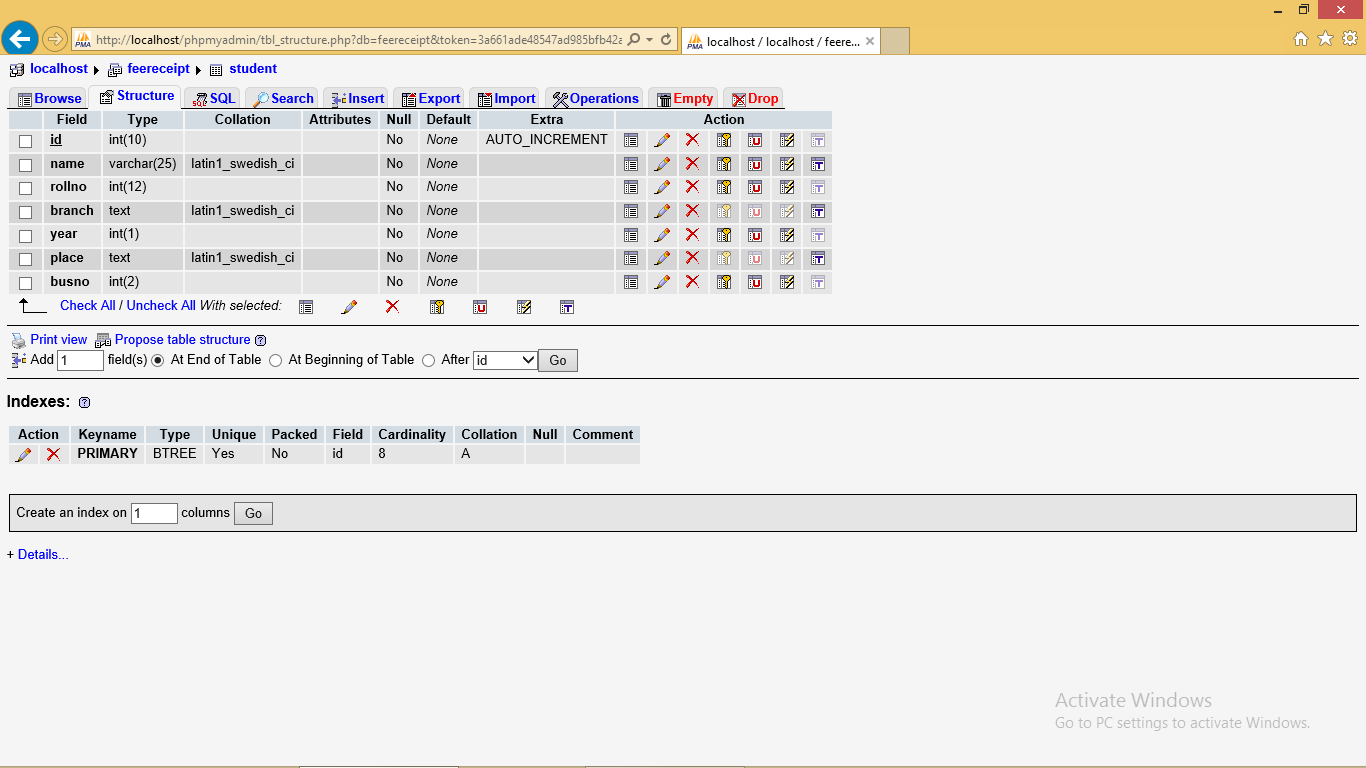 http://localhost/phpmyadmin/tbl_structure.php?db=feereceipt&token=3a661ade48547ad985bfb42a
localhost / localhost / feere...
localhost feereceipt student
Browse Structure SQL Search Insert Export Import Operations Empty Drop
Field Type Collation Attributes Null Default Extra Action
id int(10) No None AUTO_INCREMENT
name varchar(25) latin1_swedish_ci No None
rollno int(12) No None
branch text latin1_swedish_ci No None
year int(1) No None
place text latin1_swedish_ci No None
busno int(2) No None
Check All / Uncheck All With selected:
Print view Propose table structure
Add 1 field(s) At End of Table At Beginning of Table After id Go
Indexes:
Action Keyname Type Unique Packed Field Cardinality Collation Null Comment
PRIMARY BTREE Yes No id 8 A
Create an index on 1 columns Go
+ Details...
Activate Windows
Go to PC settings to activate Windows.